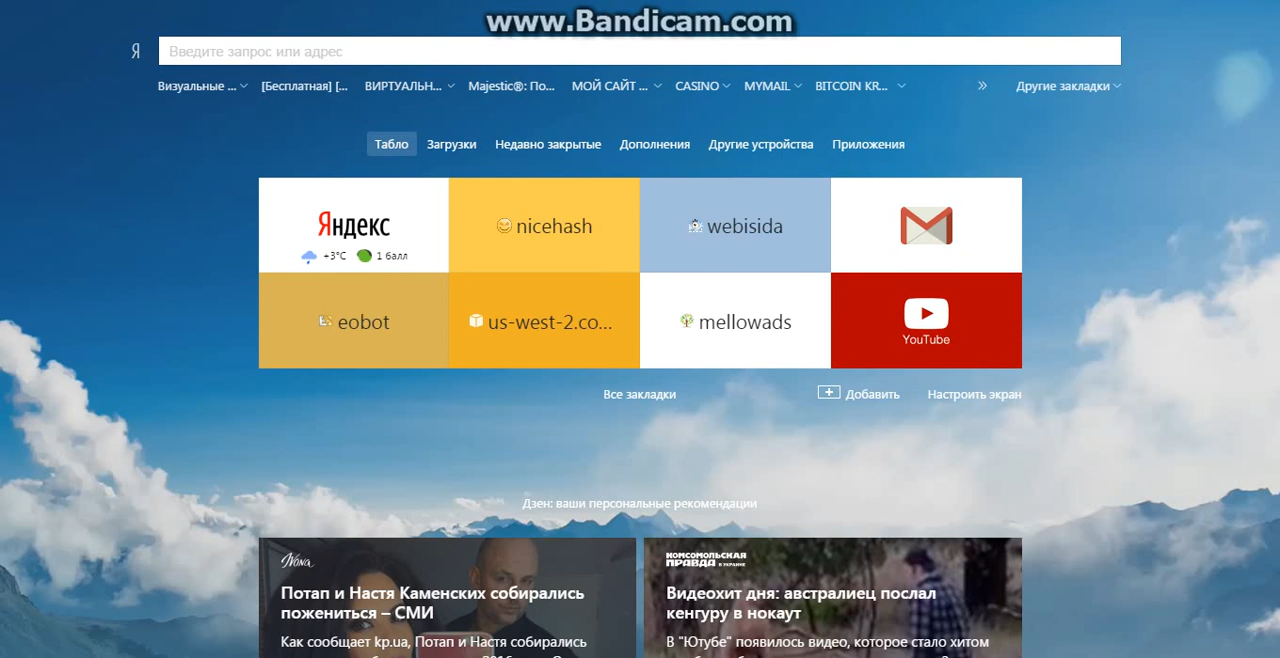 www.Bandicam.com
Я
Введите запрос или адрес
Визуальные ... [Бесплатная] [... ВИРТУАЛЬН... Majestic®: По... МОЙ САЙТ ... CASINO MYMAIL BITCOIN KR... » Другие закладки
Табло Загрузки Недавно закрытые Дополнения Другие устройства Приложения
Яндекс
+3°C 1 балл
nicehash
webisida
eobot
us-west-2.co...
mellowads
YouTube
Все закладки Добавить Настроить экран
Дзен: ваши персональные рекомендации
Nona
Потап и Настя Каменских собирались
пожениться – СМИ
Как сообщает kp.ua, Потап и Настя собирались
КОМСОМОЛЬСКАЯ
ПРАВДА В УКРАИНЕ
Видеохит дня: австралиец послал
кенгуру в нокаут
В "Ютубе" появилось видео, которое стало хитом